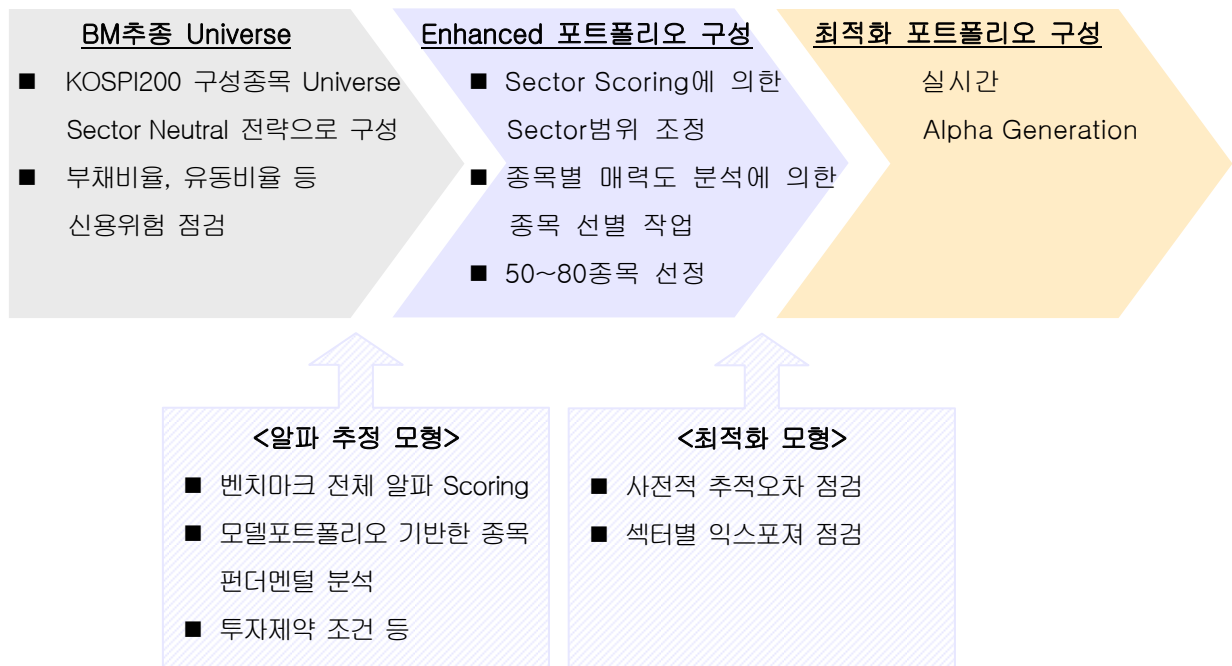 BM추종 Universe
■ KOSPI200 구성종목 Universe
Sector Neutral 전략으로 구성
■ 부채비율, 유동비율 등
신용위험 점검
Enhanced 포트폴리오 구성
■ Sector Scoring에 의한
Sector범위 조정
■ 종목별 매력도 분석에 의한
종목 선별 작업
■ 50~80종목 선정
최적화 포트폴리오 구성
실시간
Alpha Generation
<알파 추정 모형>
■ 벤치마크 전체 알파 Scoring
■ 모델포트폴리오 기반한 종목
펀더멘털 분석
■ 투자제약 조건 등
<최적화 모형>
■ 사전적 추적오차 점검
■ 섹터별 익스포져 점검